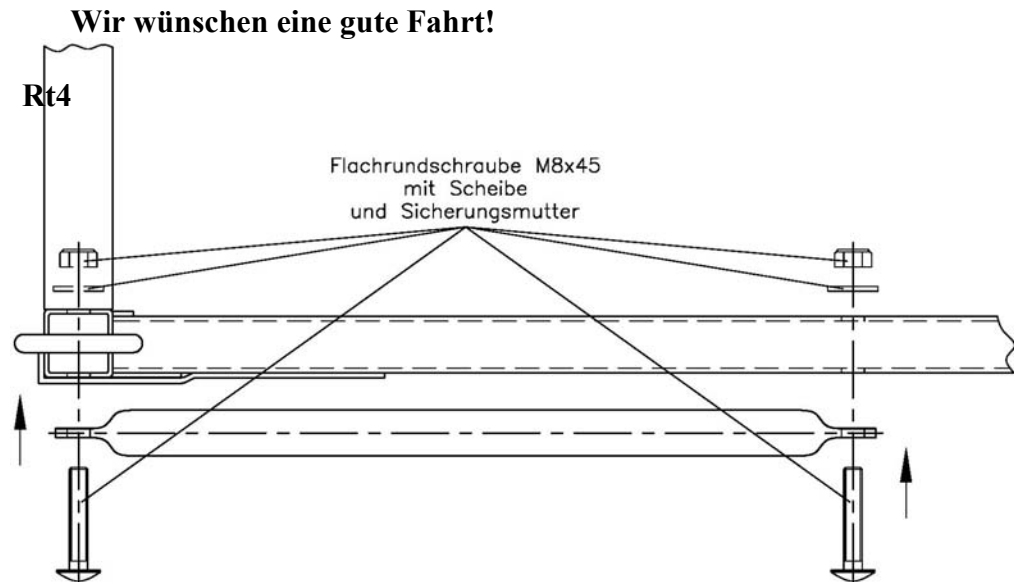 Wir wünschen eine gute Fahrt!
Rt4
Flachrundschraube M8x45
mit Scheibe
und Sicherungsmutter